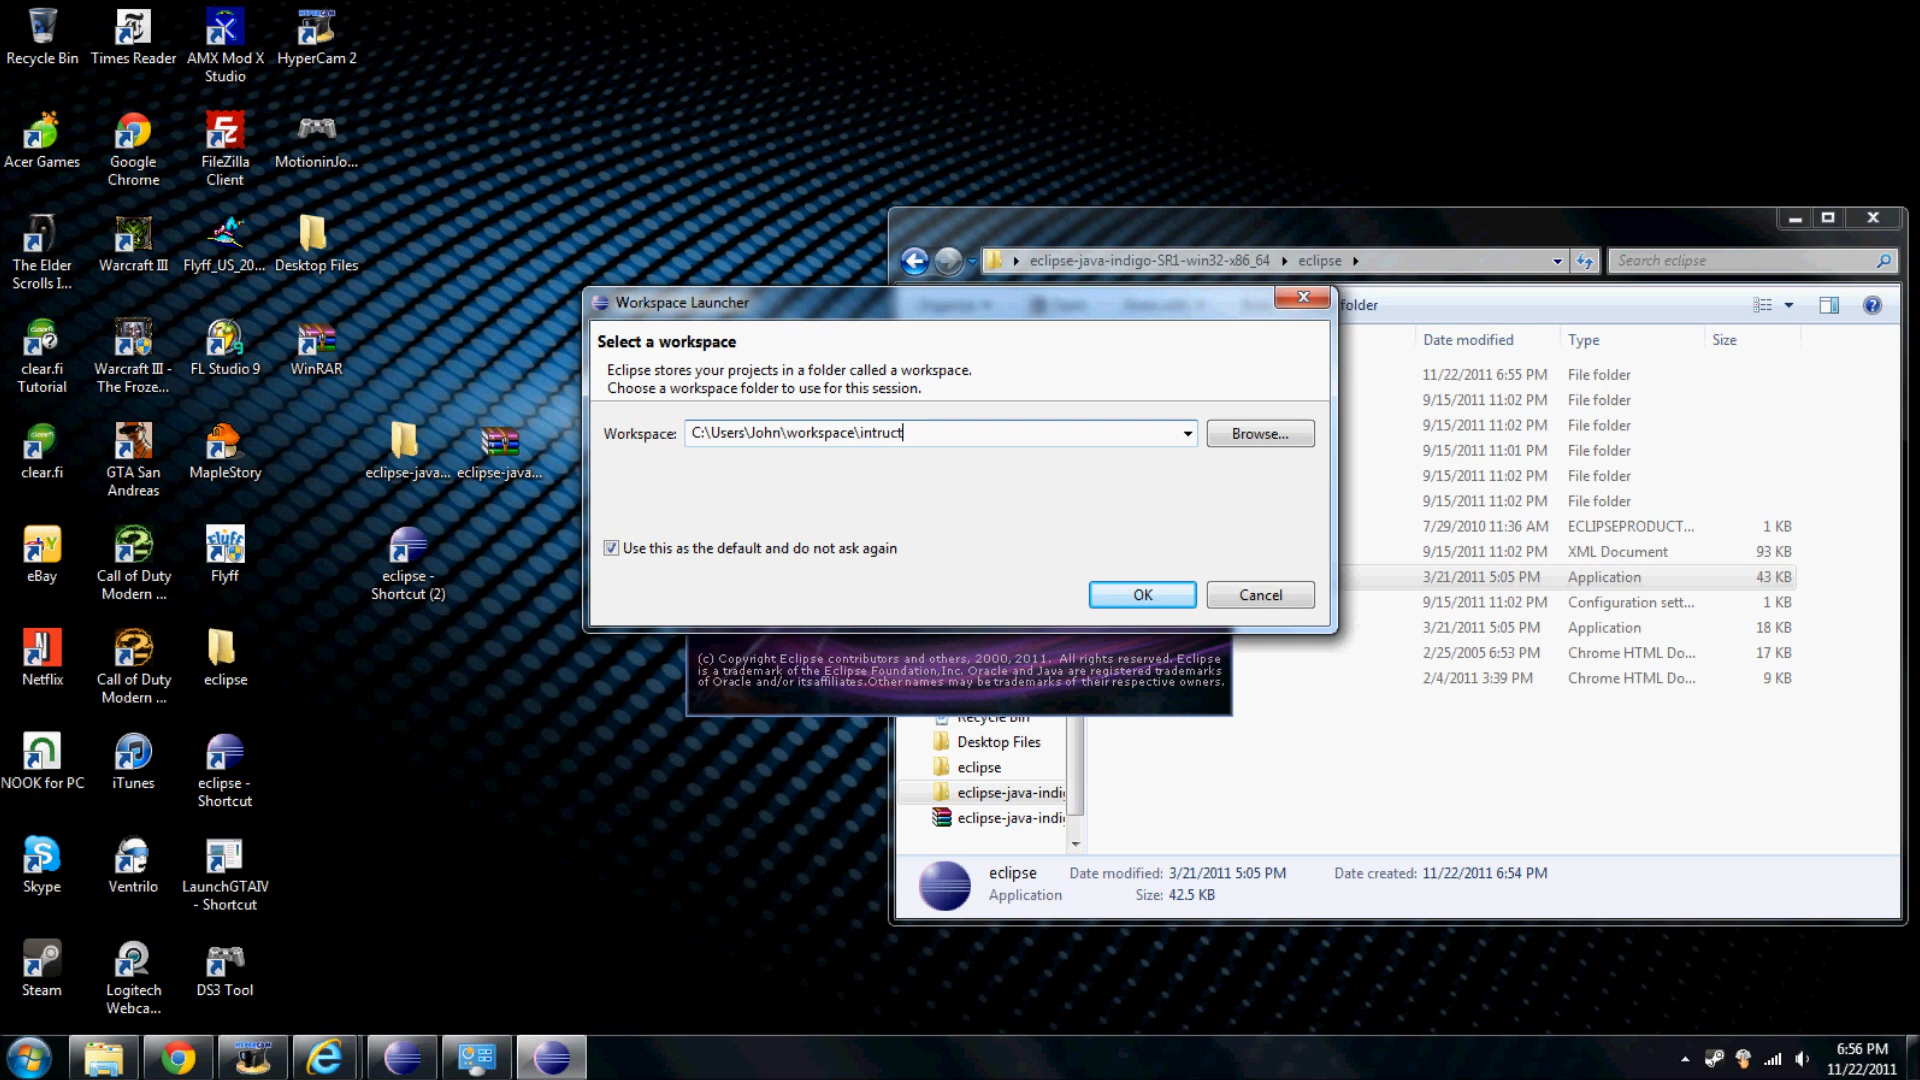 Recycle Bin
Times Reader
AMX Mod X
Studio
HyperCam 2
Acer Games
Google
Chrome
FileZilla
Client
MotioninJo...
The Elder
Scrolls I...
Warcraft III
Flyff_US_20...
Desktop Files
clear.fi
Tutorial
Warcraft III -
The Froze...
FL Studio 9
WinRAR
clear.fi
GTA San
Andreas
MapleStory
eclipse-java...
eclipse-java...
eBay
Call of Duty
Modern ...
Flyff
eclipse -
Shortcut (2)
Netflix
Call of Duty
Modern ...
eclipse
NOOK for PC
iTunes
eclipse -
Shortcut
Skype
Ventrilo
LaunchGTAIV
- Shortcut
Steam
Logitech
Webca...
DS3 Tool
eclipse-java-indigo-SR1-win32-x86_64
eclipse
Search eclipse
folder
Date modified Type Size
11/22/2011 6:55 PM File folder
9/15/2011 11:02 PM File folder
9/15/2011 11:02 PM File folder
9/15/2011 11:01 PM File folder
9/15/2011 11:02 PM File folder
9/15/2011 11:02 PM File folder
7/29/2010 11:36 AM ECLIPSEPRODUCT... 1 KB
9/15/2011 11:02 PM XML Document 93 KB
3/21/2011 5:05 PM Application 43 KB
9/15/2011 11:02 PM Configuration sett... 1 KB
3/21/2011 5:05 PM Application 18 KB
2/25/2005 6:53 PM Chrome HTML Do... 17 KB
2/4/2011 3:39 PM Chrome HTML Do... 9 KB
Workspace Launcher
Select a workspace
Eclipse stores your projects in a folder called a workspace.
Choose a workspace folder to use for this session.
Workspace: C:\Users\John\workspace\intruct Browse...
Use this as the default and do not ask again
OK Cancel
(c) Copyright Eclipse contributors and others, 2000, 2011. All rights reserved. Eclipse
is a trademark of the Eclipse Foundation,Inc. Oracle and Java are registered trademarks
of Oracle and/or itsaffiliates.Othernames may be trademarks of theirrespective owners.
Recycle Bin
Desktop Files
eclipse
eclipse-java-indi
eclipse-java-indi
eclipse Date modified: 3/21/2011 5:05 PM Date created: 11/22/2011 6:54 PM
Application Size: 42.5 KB
HYPERCAM
6:56 PM
11/22/2011